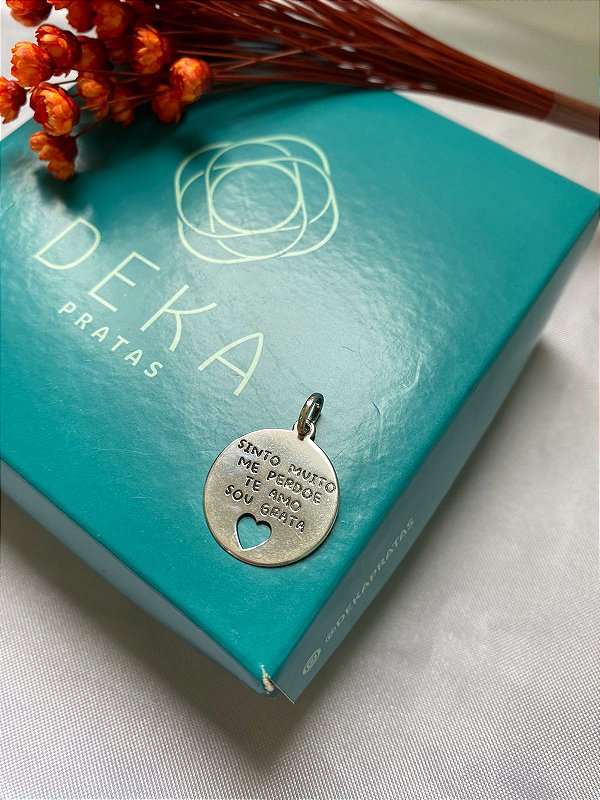 DEKA
PRATAS
SINTO MUITO
ME PERDOE
TE AMO
SOU GRATA
@DEKAPRATAS